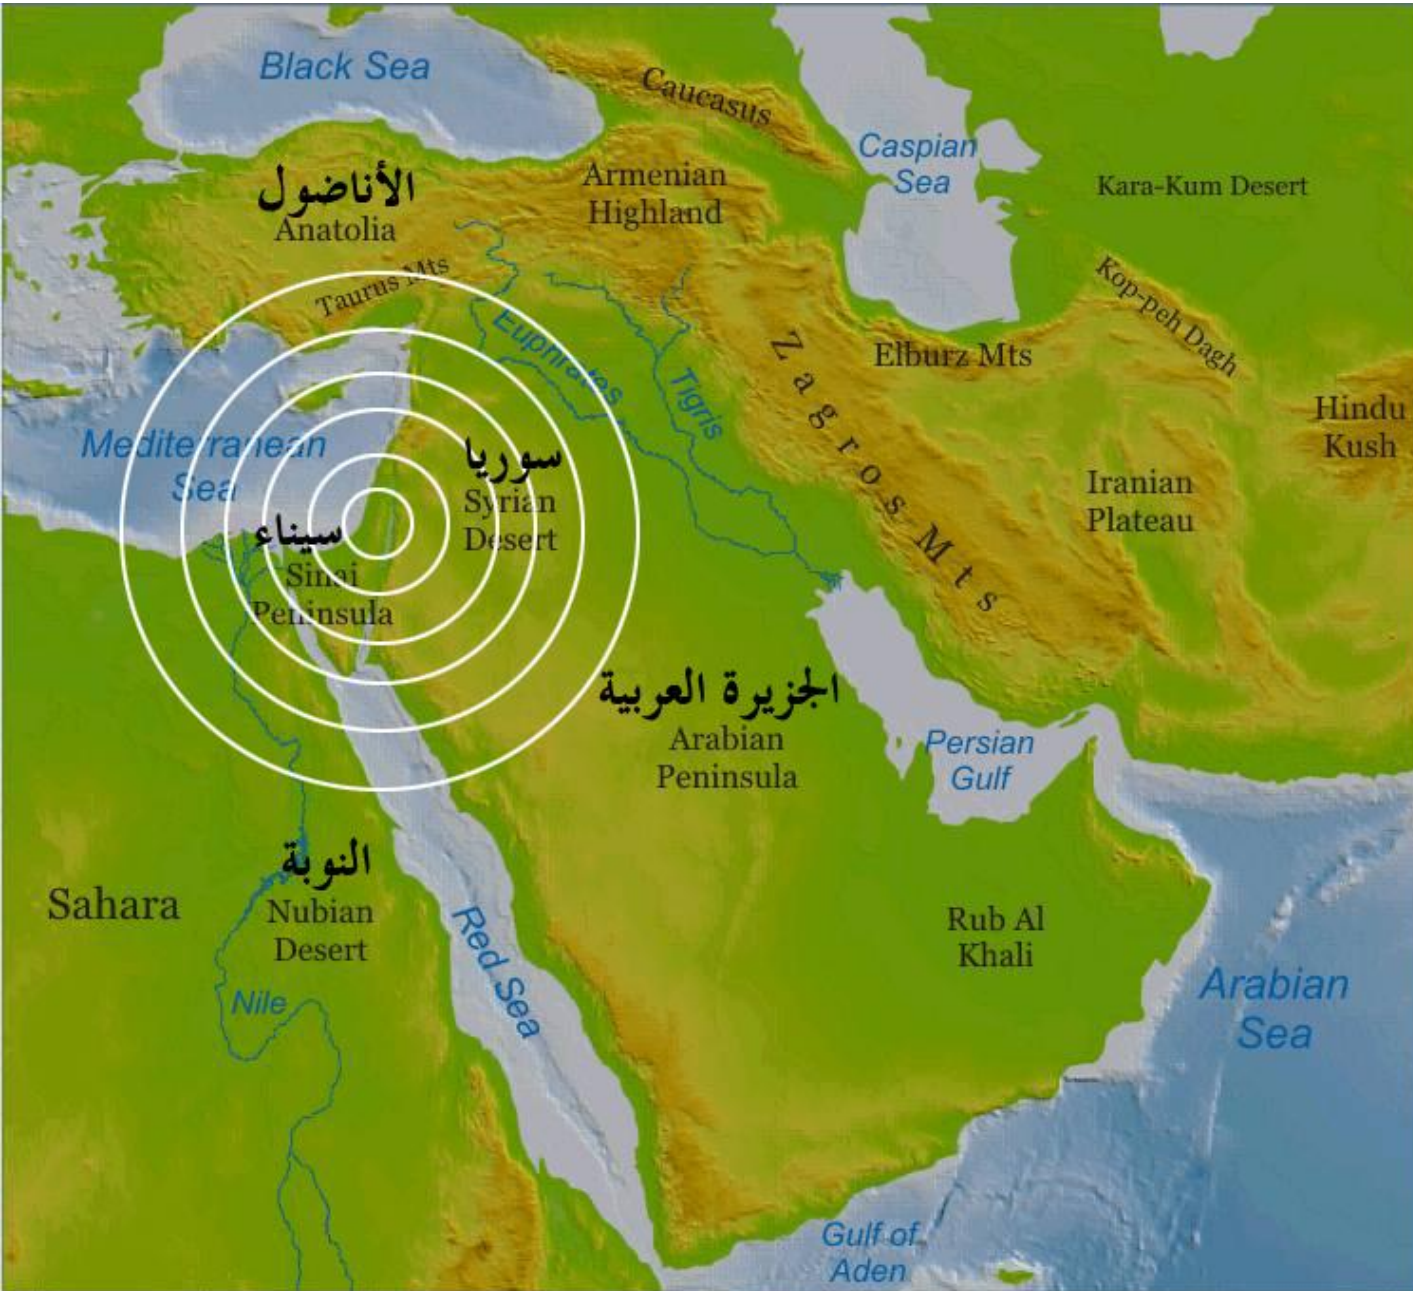 Black Sea
Caucasus
Caspian
Sea
Kara-Kum Desert
الأناضول
Anatolia
Armenian
Highland
Taurus Mts
Kop-peh Dagh
Euphrates
Tigris
Zagros Mts
Elburz Mts
Hindu
Kush
Mediterranean
Sea
سوريا
Syrian
Desert
Iranian
Plateau
سيناء
Sinai
Peninsula
الجزيرة العربية
Arabian
Peninsula
Persian
Gulf
النوبة
Nubian
Desert
Sahara
Nile
Red Sea
Rub Al
Khali
Arabian
Sea
Gulf of
Aden